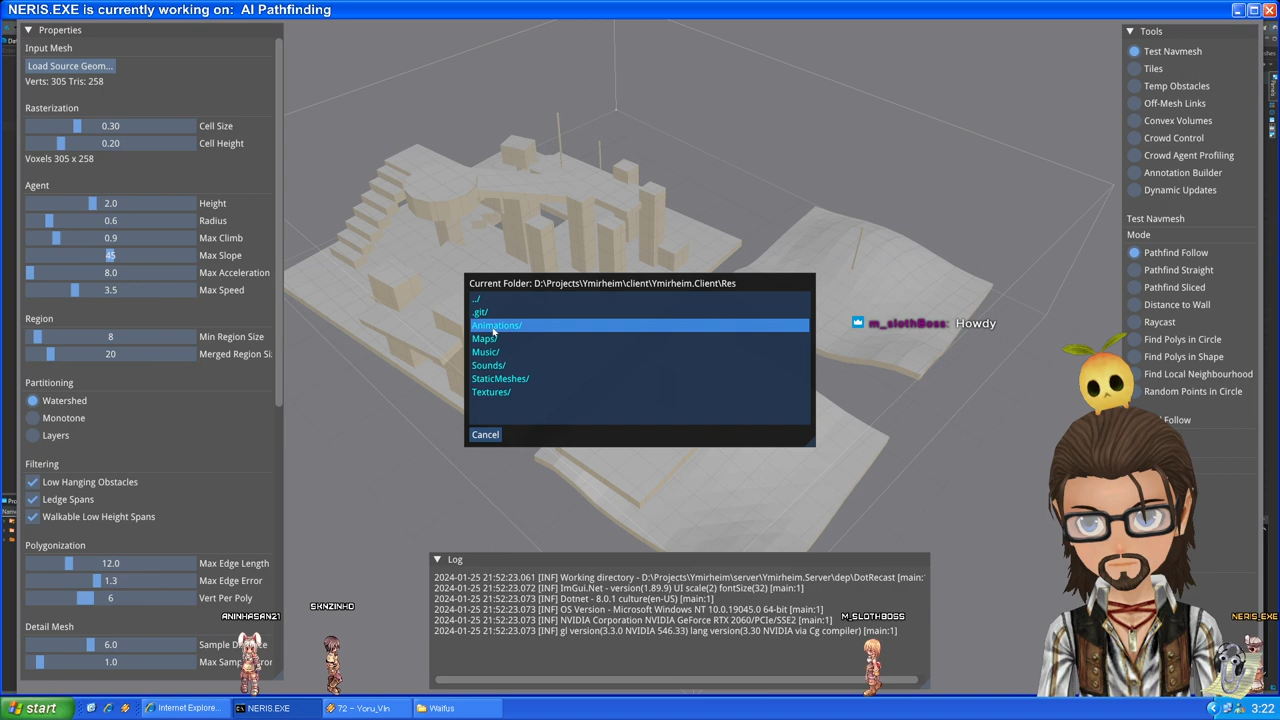 NERIS.EXE is currently working on: AI Pathfinding
Properties
Input Mesh
Load Source Geom...
Verts: 305 Tris: 258
Rasterization
0.30 Cell Size
0.20 Cell Height
Voxels 305 x 258
Agent
2.0 Height
0.6 Radius
0.9 Max Climb
45 Max Slope
8.0 Max Acceleration
3.5 Max Speed
Region
8 Min Region Size
20 Merged Region Si
Partitioning
Watershed
Monotone
Layers
Filtering
Low Hanging Obstacles
Ledge Spans
Walkable Low Height Spans
Polygonization
12.0 Max Edge Length
1.3 Max Edge Error
6 Vert Per Poly
Detail Mesh
6.0 Sample
1.0 Max Samp
Current Folder: D:\Projects\Ymirheim\client\Ymirheim.Client\Res
../
.git/
Animations/
Maps/
Music/
Sounds/
StaticMeshes/
Textures/
Cancel
m_slothBoss: Howdy
Tools
Test Navmesh
Tiles
Temp Obstacles
Off-Mesh Links
Convex Volumes
Crowd Control
Crowd Agent Profiling
Annotation Builder
Dynamic Updates
Test Navmesh
Mode
Pathfind Follow
Pathfind Straight
Pathfind Sliced
Distance to Wall
Raycast
Find Polys in Circle
Find Polys in Shape
Find Local Neighbourhood
Random Points in Circle
Follow
Log
2024-01-25 21:52:23.061 [INF] Working directory - D:\Projects\Ymirheim\server\Ymirheim.Server\dep\DotRecast [main:
2024-01-25 21:52:23.072 [INF] ImGui.Net - version(1.89.9) UI scale(2) fontSize(32) [main:1]
2024-01-25 21:52:23.073 [INF] Dotnet - 8.0.1 culture(en-US) [main:1]
2024-01-25 21:52:23.073 [INF] OS Version - Microsoft Windows NT 10.0.19045.0 64-bit [main:1]
2024-01-25 21:52:23.073 [INF] NVIDIA Corporation NVIDIA GeForce RTX 2060/PCIe/SSE2 [main:1]
2024-01-25 21:52:23.073 [INF] gl version(3.3.0 NVIDIA 546.33) lang version(3.30 NVIDIA via Cg compiler) [main:1]
ANINHASAN21
SKNZINHO
M_SLOTHBOSS
NERIS_EXE
start
Internet Explore...
NERIS.EXE
72 – Yoru_Vln
Waifus
3:22